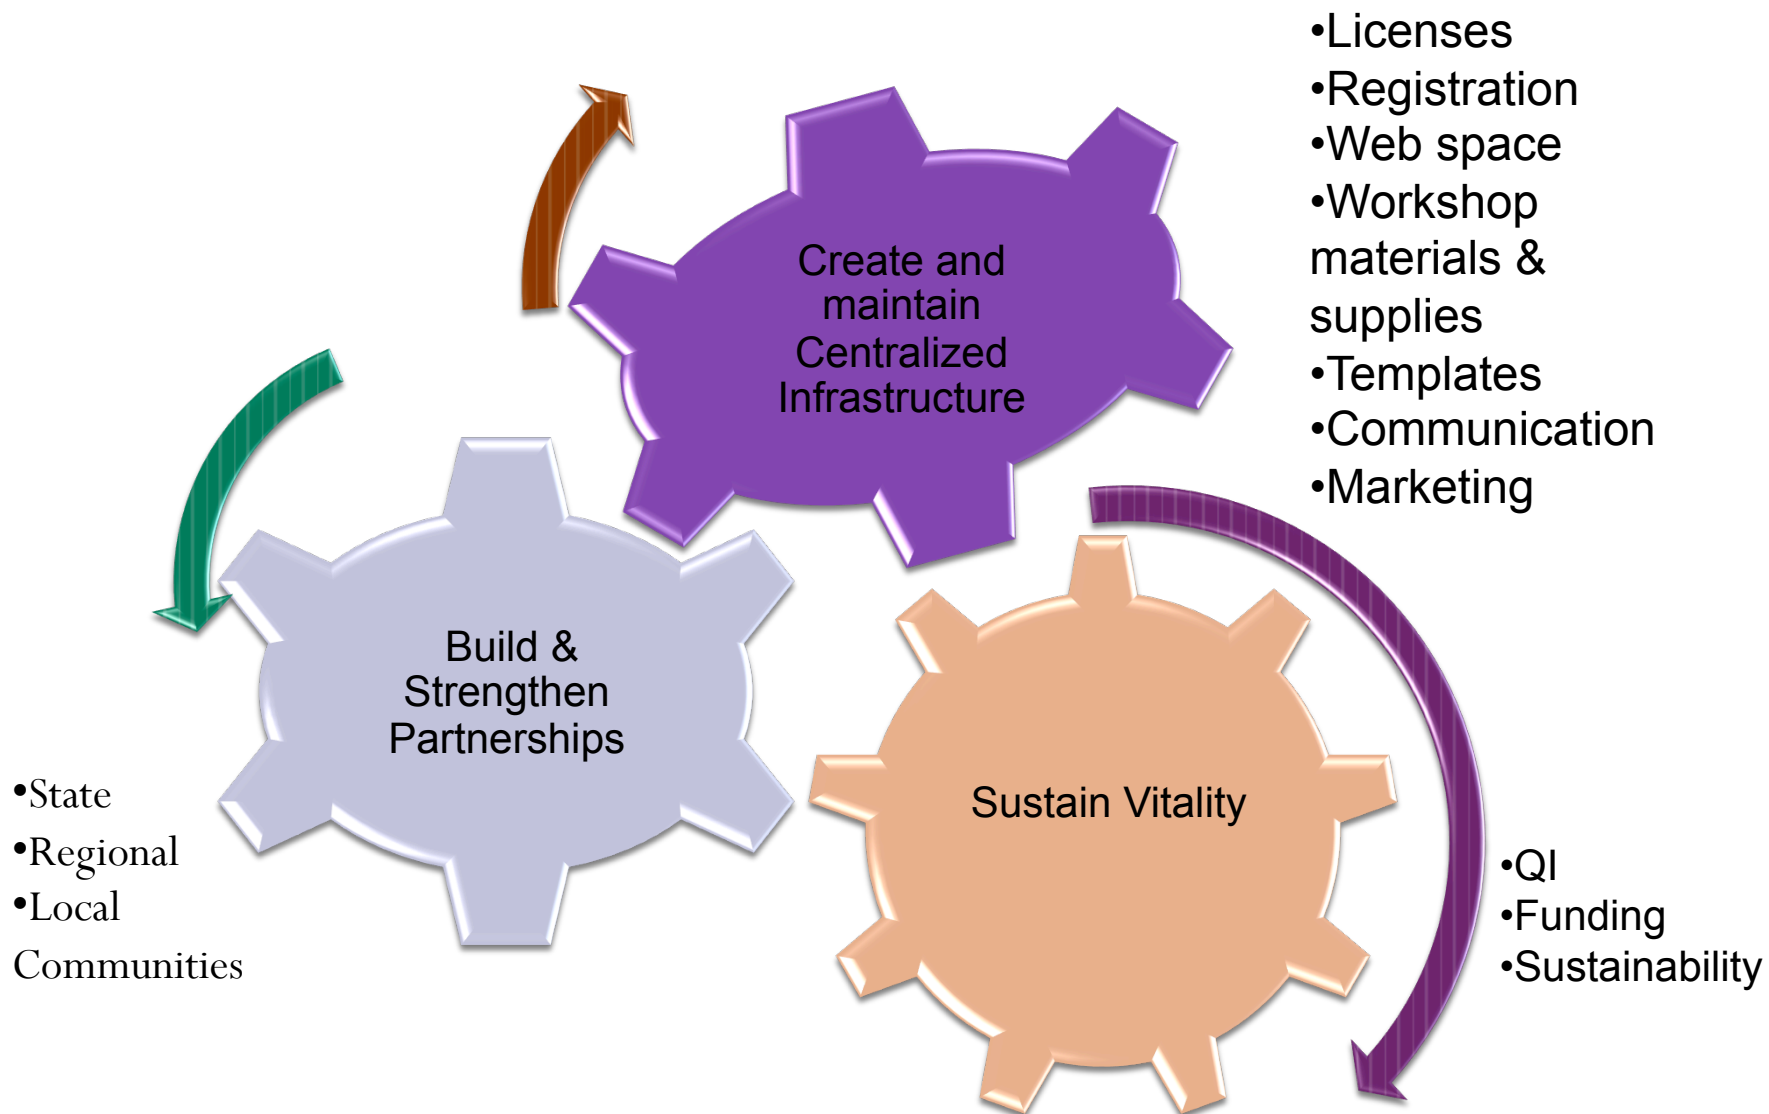 •Licenses
•Registration
•Web space
•Workshop
materials &
supplies
•Templates
•Communication
•Marketing
Create and
maintain
Centralized
Infrastructure
Build &
Strengthen
Partnerships
•State
•Regional
•Local
Communities
Sustain Vitality
•QI
•Funding
•Sustainability